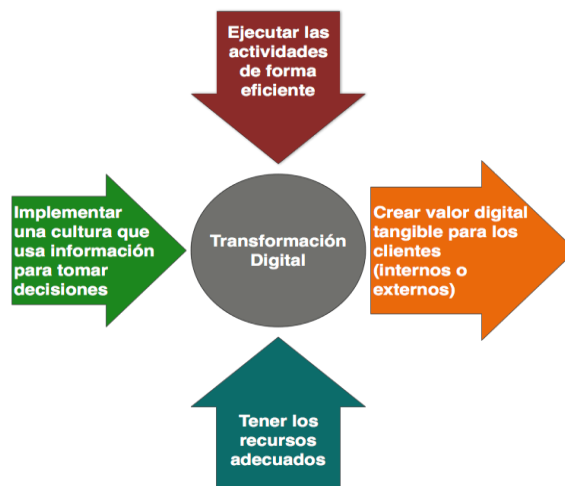 Ejecutar las
actividades
de forma
eficiente
Implementar
una cultura que
usa información
para tomar
decisiones
Transformación
Digital
Crear valor digital
tangible para los
clientes
(internos o
externos)
Tener los
recursos
adecuados